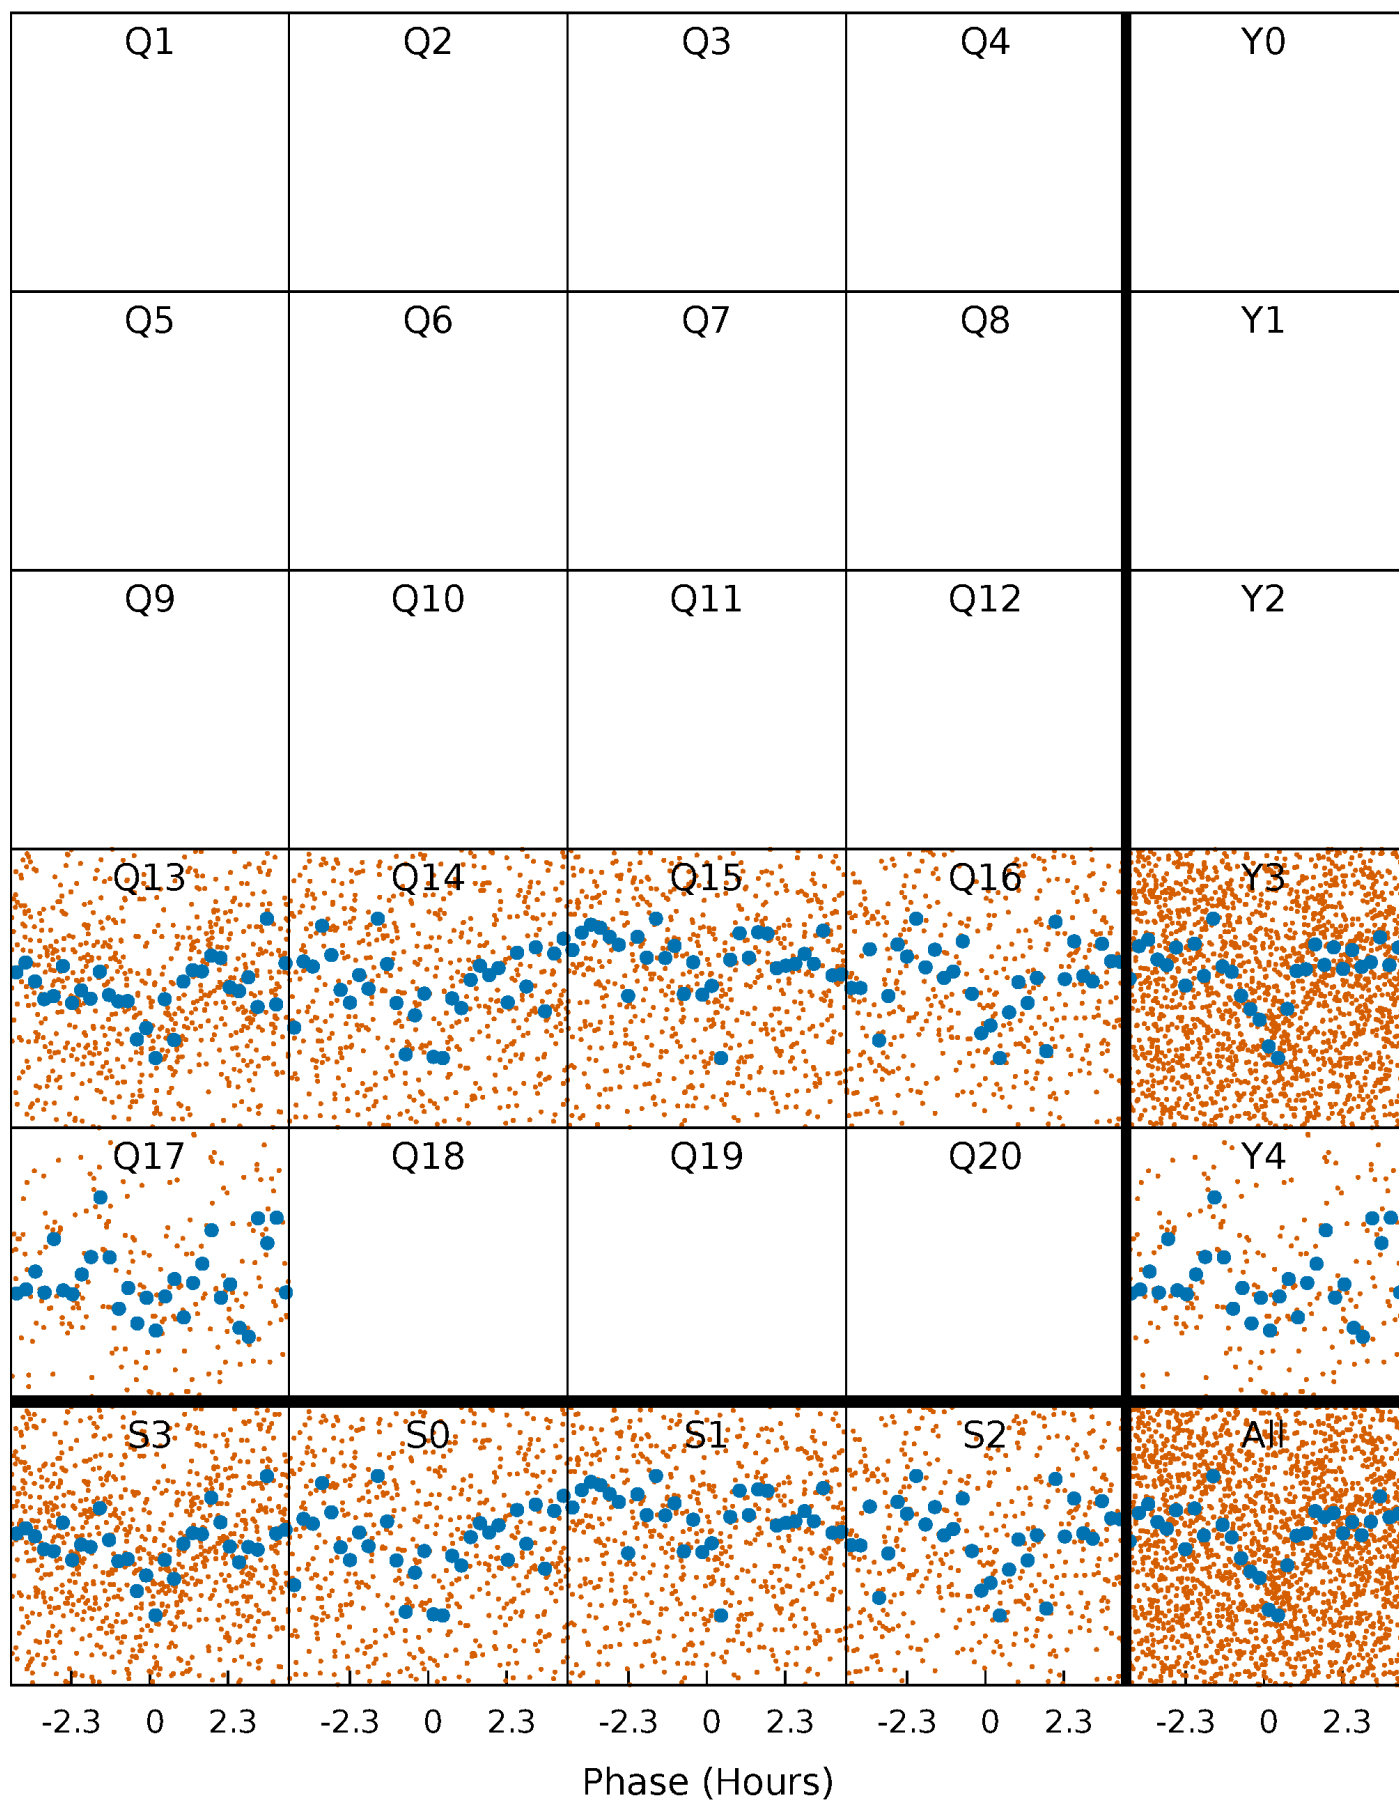 Q1 Q2 Q3 Q4 Y0
Q5 Q6 Q7 Q8 Y1
Q9 Q10 Q11 Q12 Y2
Q13 Q14 Q15 Q16 Y3
Q17 Q18 Q19 Q20 Y4
S3 S0 S1 S2 All
-2.3 0 2.3 -2.3 0 2.3 -2.3 0 2.3 -2.3 0 2.3 -2.3 0 2.3
Phase (Hours)